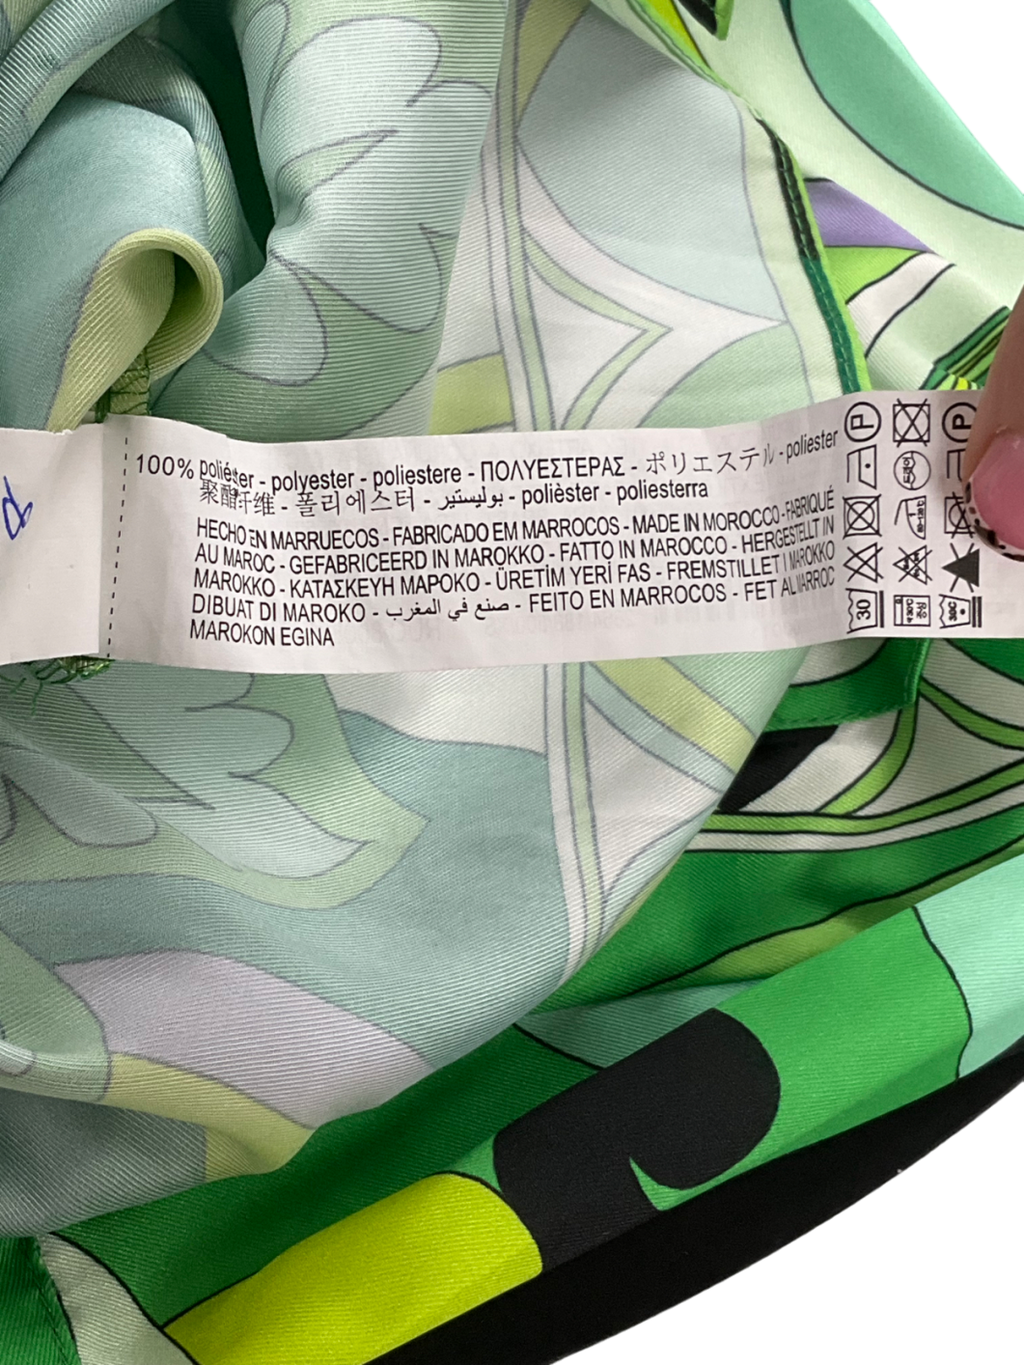 100% poliéster - polyester - poliestere - ΠΟΛΥΕΣΤΕΡΑΣ - ポリエステル - poliester
聚酯纤维 - 폴리에스터 - بوليستير - polièster - poliesterra
HECHO EN MARRUECOS - FABRICADO EM MARROCOS - MADE IN MOROCCO - FABRIQUÉ
AU MAROC - GEFABRICEERD IN MAROKKO - FATTO IN MAROCCO - HERGESTELLT IN
MAROKKO - ΚΑΤΑΣΚΕΥΗ ΜΑΡΟΚΟ - ÜRETİM YERİ FAS - FREMSTILLET I MAROKKO
DIBUAT DI MAROKO - صنع في المغرب - FEITO EN MARROCOS - FET AL MARROC
MAROKON EGINA
P
P
30